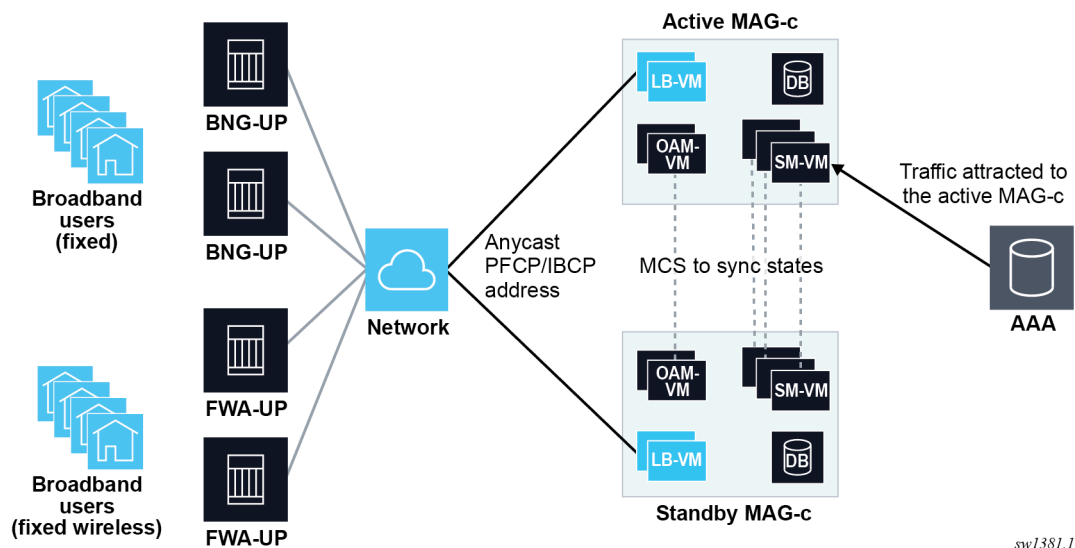 Broadband
users
(fixed)
Broadband
users
(fixed wireless)
BNG-UP
BNG-UP
FWA-UP
FWA-UP
Network
Anycast
PFCP/IBCP
address
Active MAG-c
LB-VM
DB
OAM-
VM
SM-VM
MCS to sync states
OAM-
VM
SM-VM
LB-VM
DB
Standby MAG-c
Traffic attracted to
the active MAG-c
AAA
sw1381.1